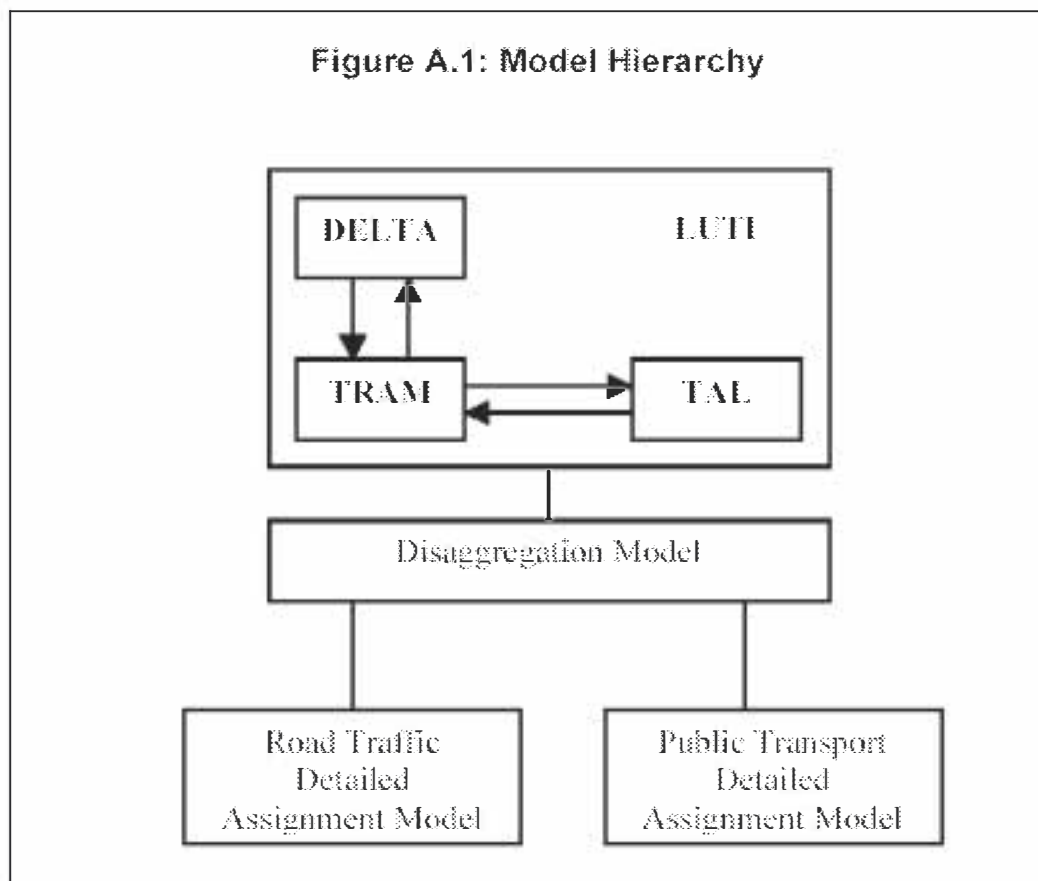 Figure A.1: Model Hierarchy
DELTA
LUTI
TRAM
TAL
Disaggregation Model
Road Traffic
Detailed
Assignment Model
Public Transport
Detailed
Assignment Model